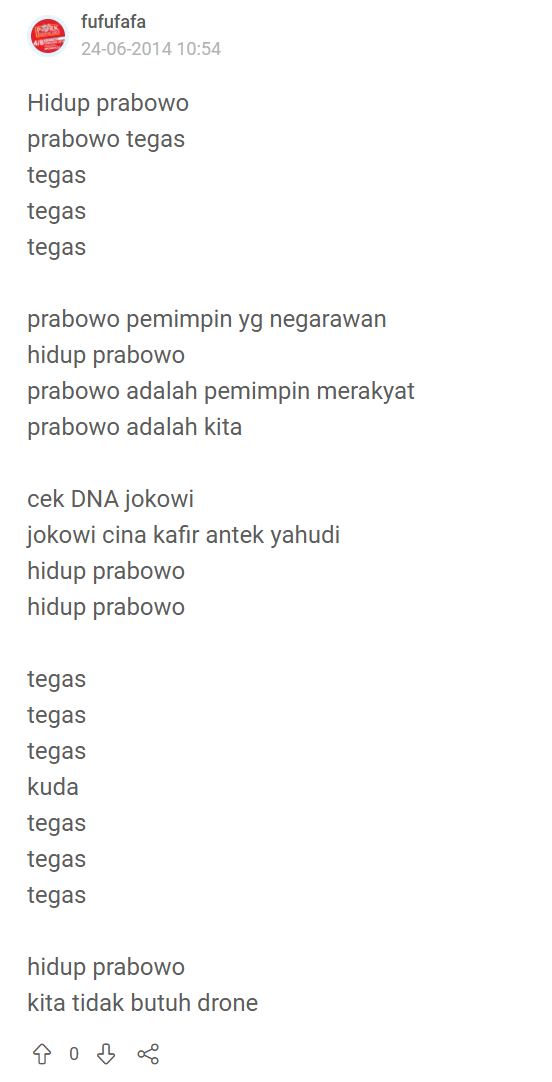 fufufafa
24-06-2014 10:54
Hidup prabowo
prabowo tegas
tegas
tegas
tegas
prabowo pemimpin yg negarawan
hidup prabowo
prabowo adalah pemimpin merakyat
prabowo adalah kita
cek DNA jokowi
jokowi cina kafir antek yahudi
hidup prabowo
hidup prabowo
tegas
tegas
tegas
kuda
tegas
tegas
tegas
hidup prabowo
kita tidak butuh drone
0